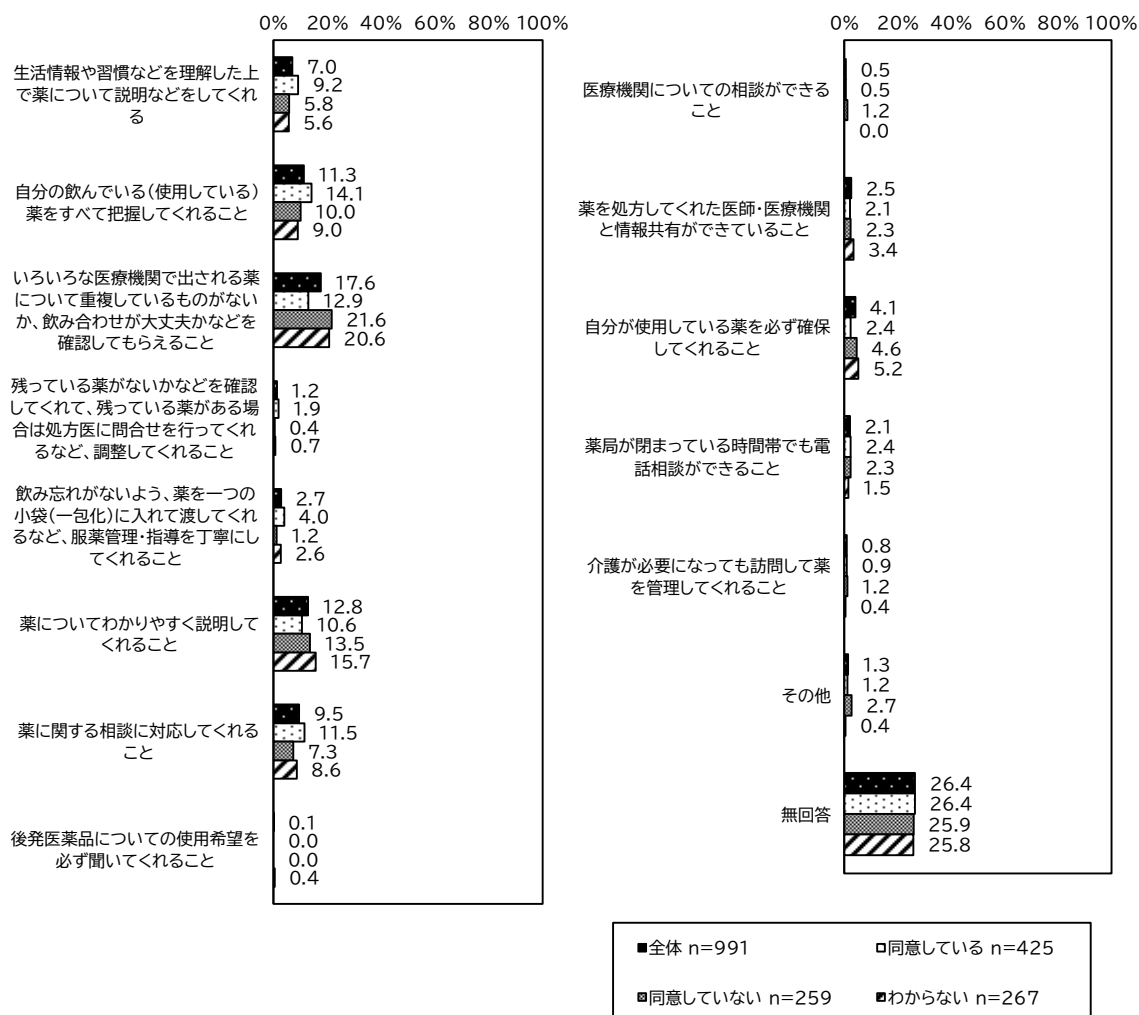 0% 20% 40% 60% 80% 100%
生活情報や習慣などを理解した上
で薬について説明などをしてくれ
る
7.0
9.2
5.8
5.6
自分の飲んでいる(使用している)
薬をすべて把握してくれること
11.3
14.1
10.0
9.0
いろいろな医療機関で出される薬
について重複しているものがない
か、飲み合わせが大丈夫かなどを
確認してもらえること
17.6
12.9
21.6
20.6
残っている薬がないかなどを確認
してくれて、残っている薬がある場
合は処方医に問合せを行ってくれ
るなど、調整してくれること
1.2
1.9
0.4
0.7
飲み忘れがないよう、薬を一つの
小袋(一包化)に入れて渡してくれ
るなど、服薬管理・指導を丁寧にし
てくれること
2.7
4.0
1.2
2.6
薬についてわかりやすく説明して
くれること
12.8
10.6
13.5
15.7
薬に関する相談に対応してくれる
こと
9.5
11.5
7.3
8.6
後発医薬品についての使用希望を
必ず聞いてくれること
0.1
0.0
0.0
0.4
0% 20% 40% 60% 80% 100%
医療機関についての相談ができる
こと
0.5
0.5
1.2
0.0
薬を処方してくれた医師・医療機関
と情報共有ができていること
2.5
2.1
2.3
3.4
自分が使用している薬を必ず確保
してくれること
4.1
2.4
4.6
5.2
薬局が閉まっている時間帯でも電
話相談ができること
2.1
2.4
2.3
1.5
介護が必要になっても訪問して薬
を管理してくれること
0.8
0.9
1.2
0.4
その他
1.3
1.2
2.7
0.4
無回答
26.4
26.4
25.9
25.8
全体 n=991
同意している n=425
同意していない n=259
わからない n=267